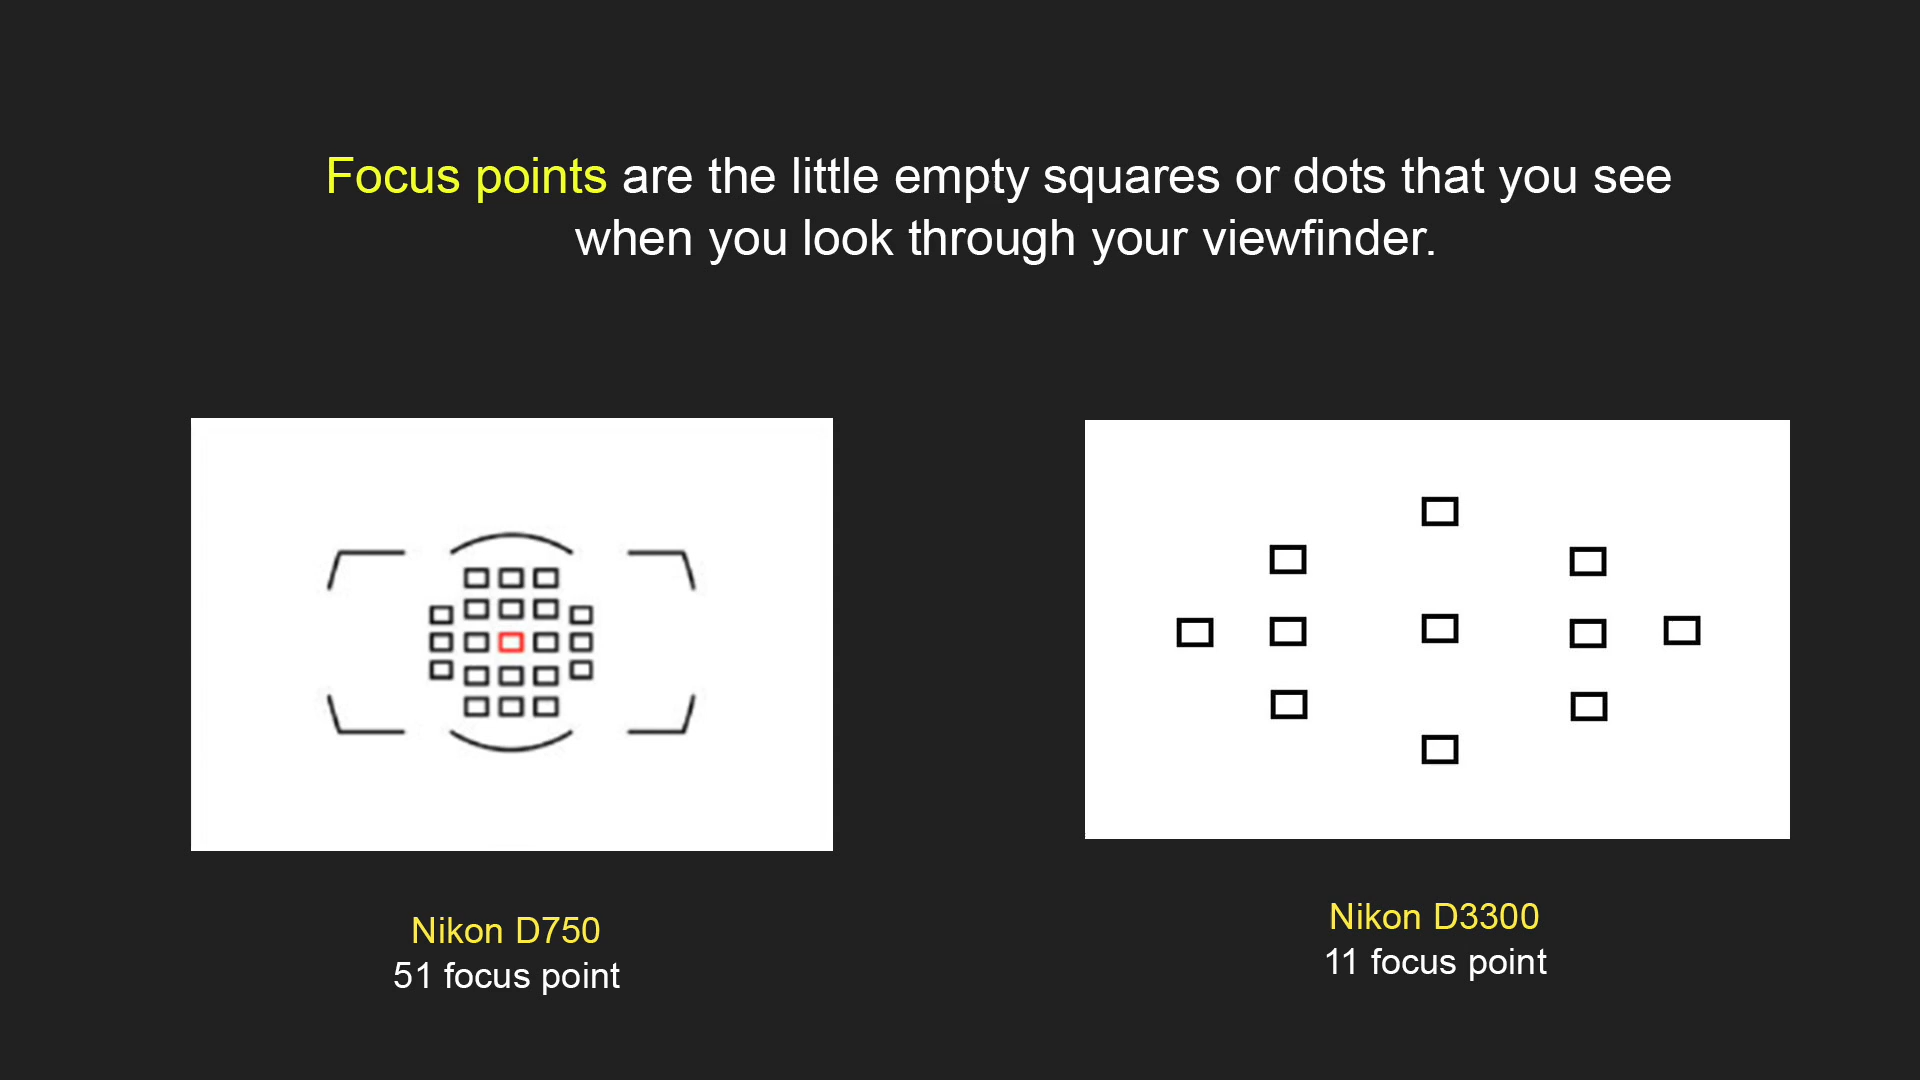 Focus points are the little empty squares or dots that you see
when you look through your viewfinder.
Nikon D750
51 focus point
Nikon D3300
11 focus point